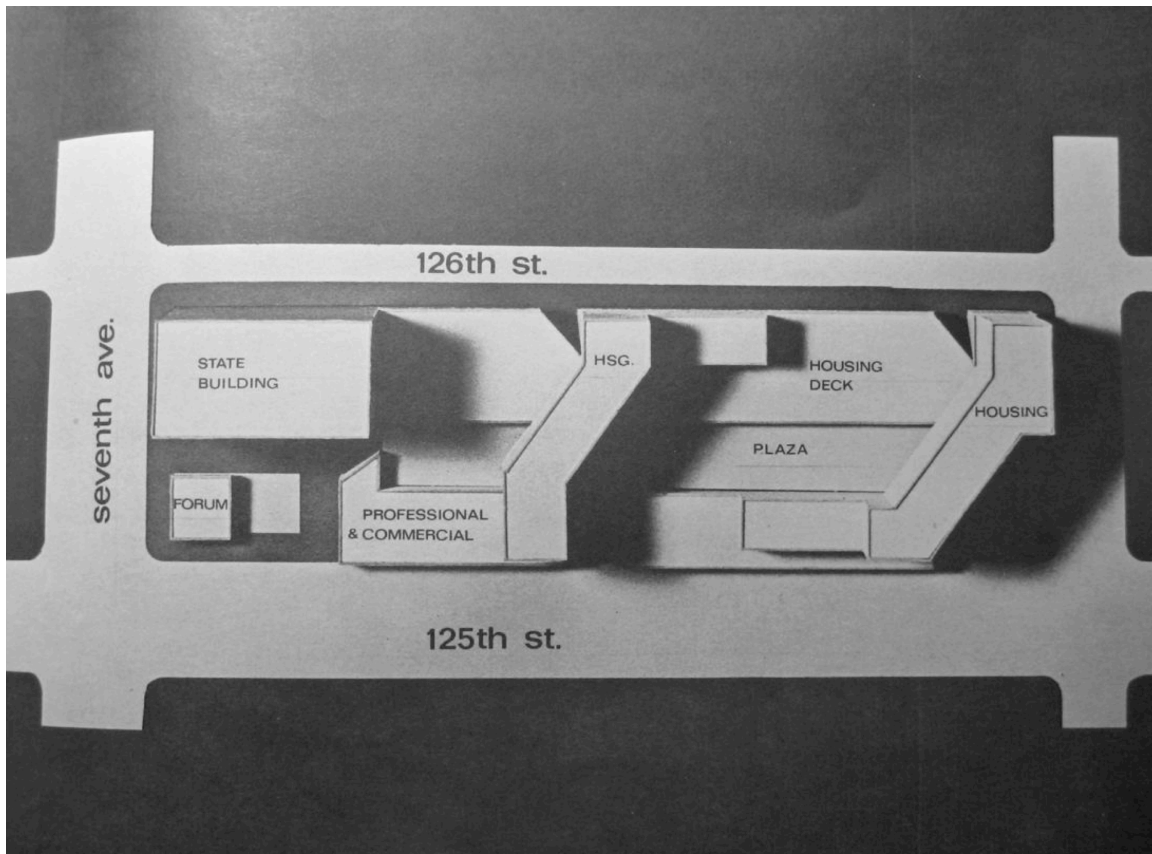 126th st.
seventh ave.
STATE
BUILDING
HSG.
HOUSING
DECK
HOUSING
PLAZA
FORUM
PROFESSIONAL
& COMMERCIAL
125th st.